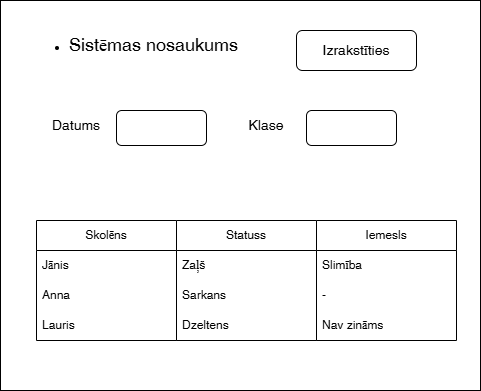 • Sistēmas nosaukums
Izrakstīties
Datums
Klase
Skolēns Statuss Iemesls
Jānis Zaļš Slimība
Anna Sarkans -
Lauris Dzeltens Nav zināms